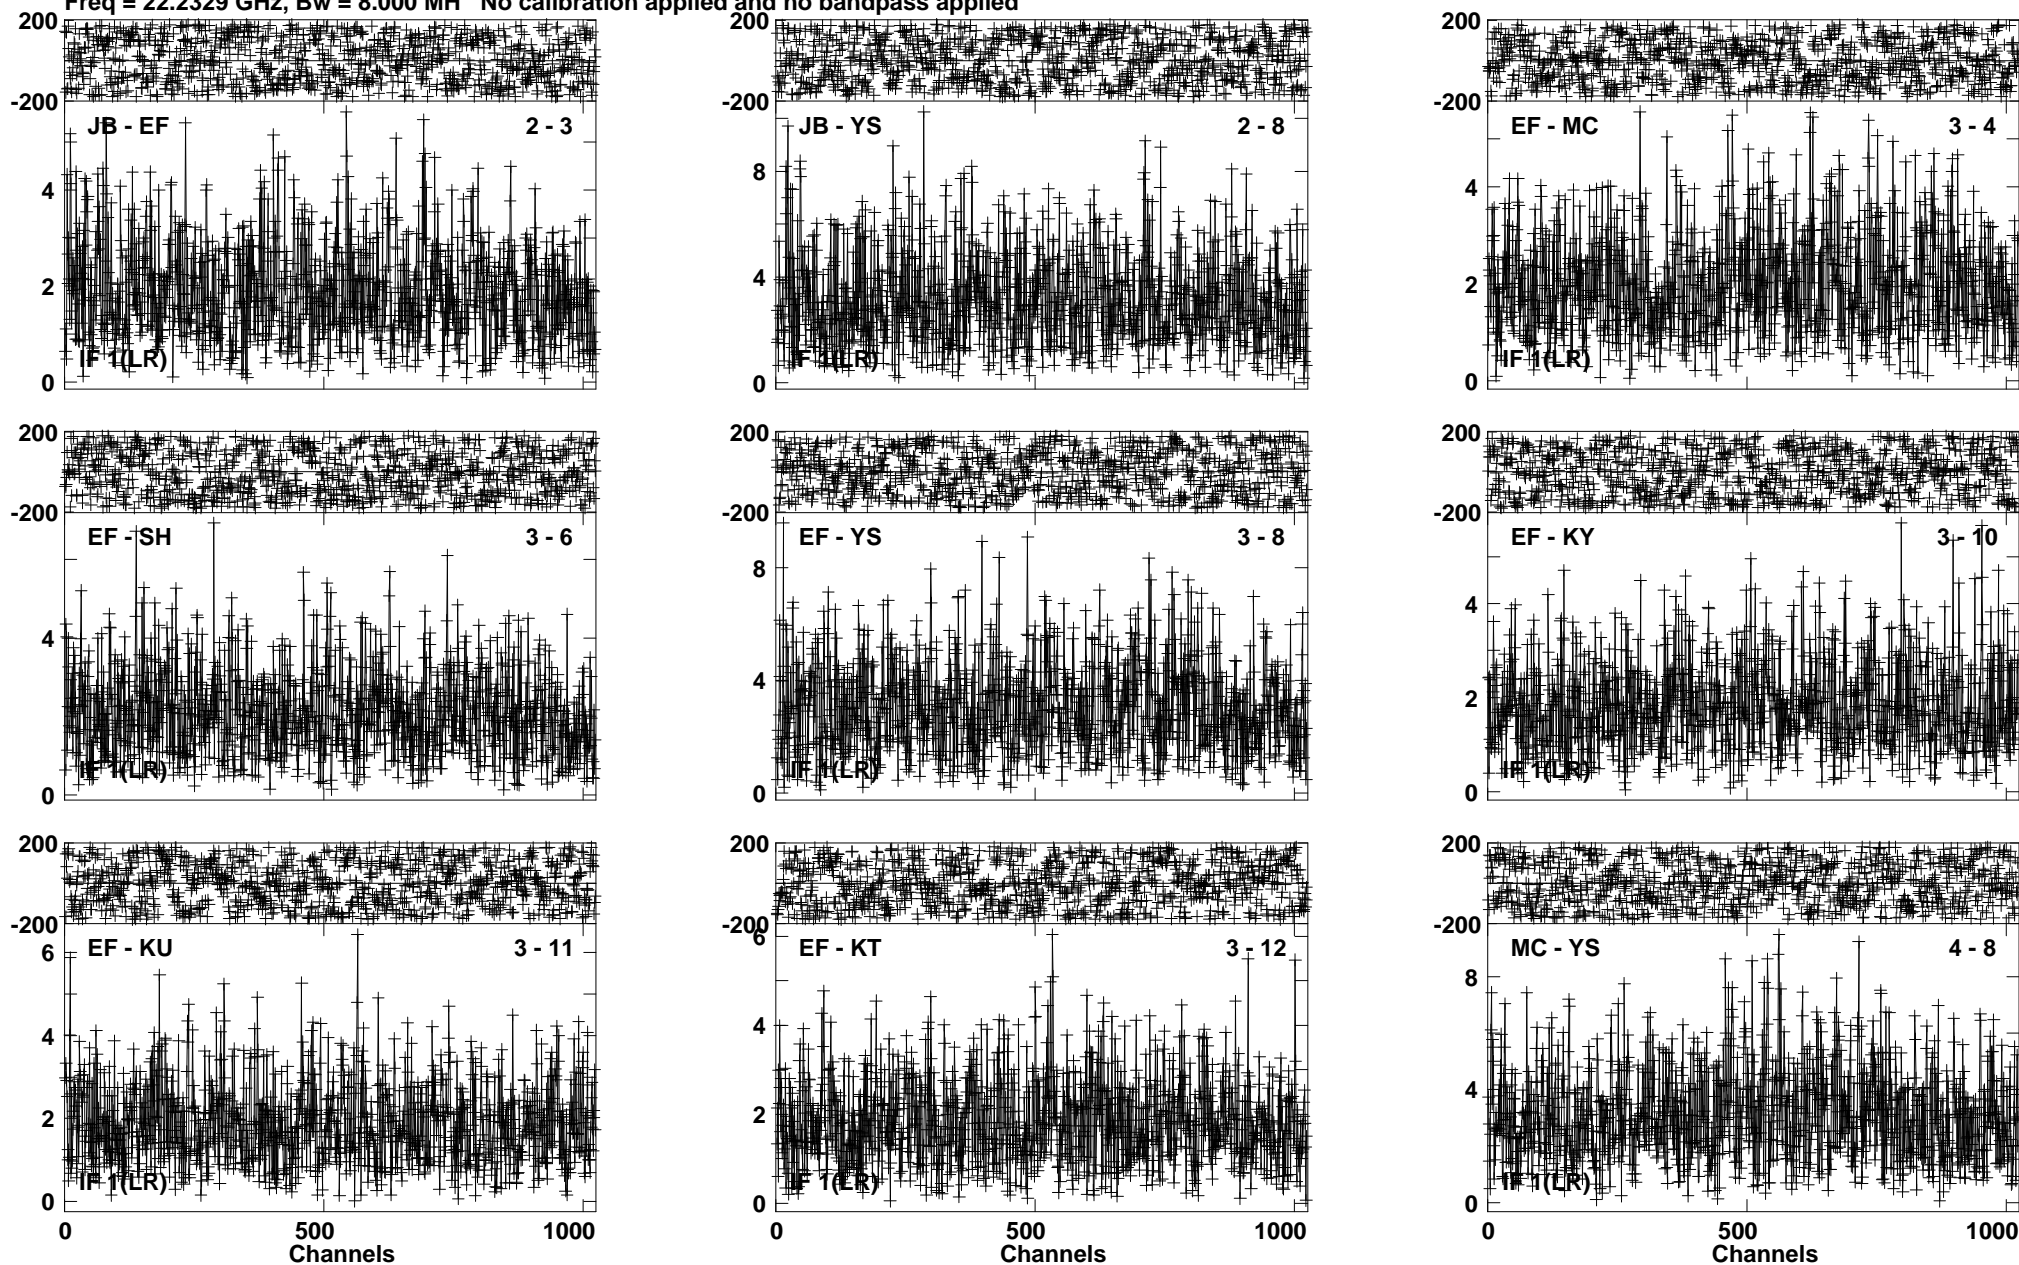 Freq = 22.2329 GHz, Bw = 8.000 MH No calibration applied and no bandpass applied
200 200 200
-200 -200 -200
JB - EF 2 - 3 JB - YS 2 - 8 EF - MC 3 - 4
4 8 4
2 4 2
IF 1(LR) IF 1(LR) IF 1(LR)
0 0 0
200 200 200
-200 -200 -200
EF - SH 3 - 6 EF - YS 3 - 8 EF - KY 3 - 10
4 8 4
4 2
IF 1(LR) IF 1(LR) IF 1(LR)
0 0 0
200 200 200
-200 -200 -200
EF - KU 3 - 11 EF - KT 3 - 12 MC - YS 4 - 8
6 6 8
4 4 4
2 2
IF 1(LR) IF 1(LR) IF 1(LR)
0 0 0
0 500 1000 0 500 1000 0 500 1000
Channels Channels Channels